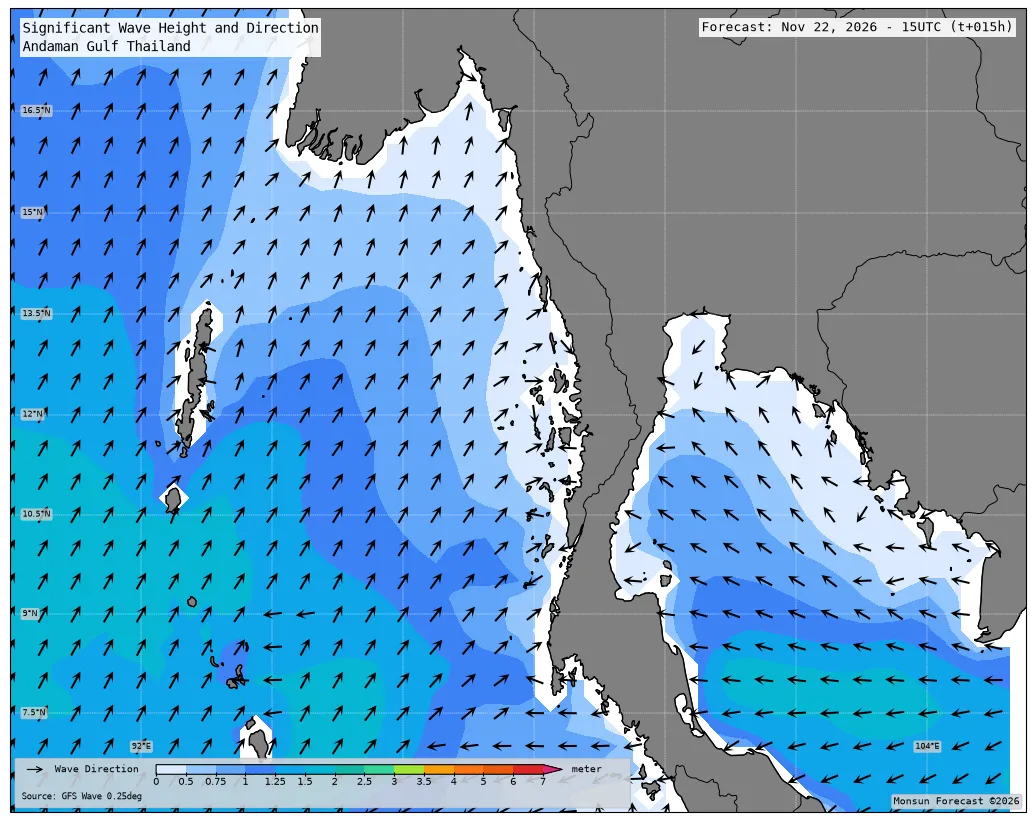 Significant Wave Height and Direction
Andaman Gulf Thailand
Forecast: Nov 22, 2026 - 15UTC (t+015h)
16.5°N
15°N
13.5°N
12°N
10.5°N
9°N
7.5°N
92°E
104°E
Wave Direction
0 0.5 0.75 1 1.25 1.5 2 2.5 3 3.5 4 5 6 7 meter
Source: GFS Wave 0.25deg
Monsun Forecast ©2026